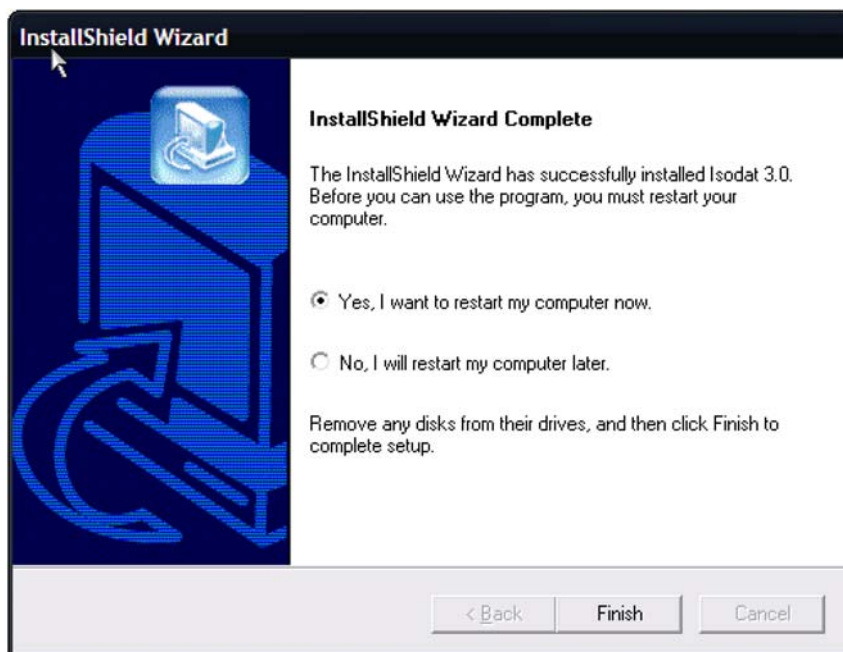 InstallShield Wizard
InstallShield Wizard Complete
The InstallShield Wizard has successfully installed Isodat 3.0.
Before you can use the program, you must restart your
computer.
Yes, I want to restart my computer now.
No, I will restart my computer later.
Remove any disks from their drives, and then click Finish to
complete setup.
< Back
Finish
Cancel